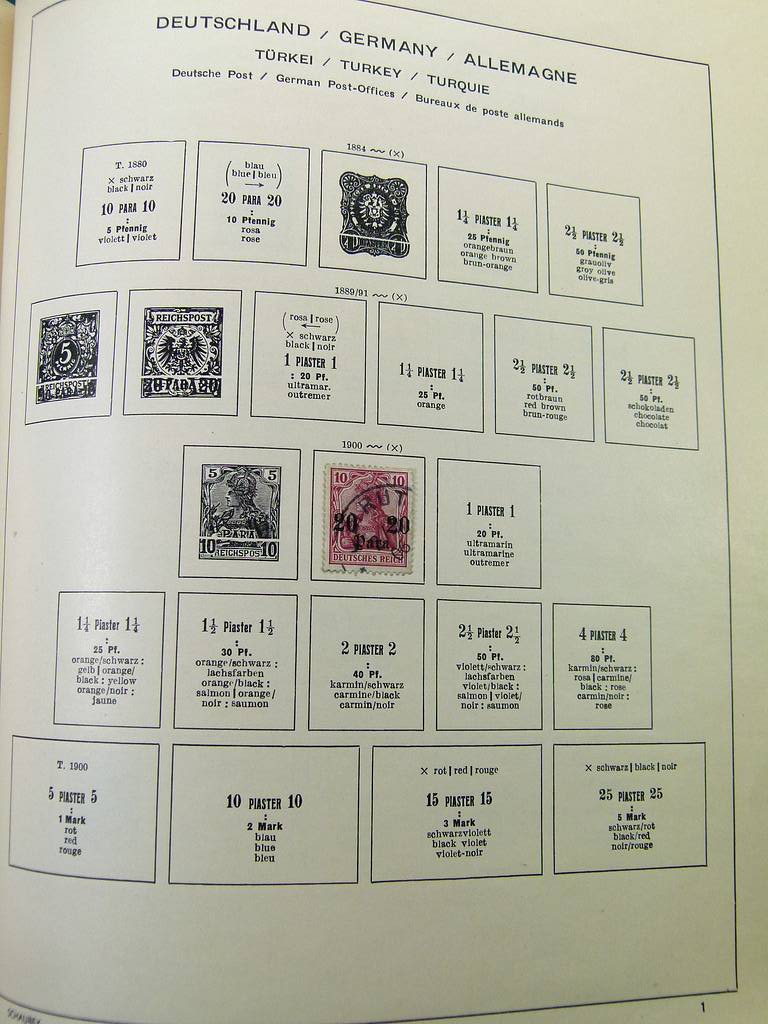 DEUTSCHLAND / GERMANY / ALLEMAGNE
TÜRKEI / TURKEY / TURQUIE
Deutsche Post / German Post-Offices / Bureaux de poste allemands
1884 (×)
T. 1880
× schwarz
black | noir
10 PARA 10
:
5 Pfennig
violett | violet
( blau
blue | bleu )
→
20 PARA 20
:
10 Pfennig
rosa
rose
1¼ PIASTER 1¼
:
25 Pfennig
orangebraun
orange brown
brun-orange
2½ PIASTER 2½
:
50 Pfennig
grauoliv
groy olive
olive-gris
1889/91 (×)
5
REICHSPOST
REICHSPOST
20 PARA 20
( rosa | rose )
←
× schwarz
black | noir
1 PIASTER 1
: 20 Pf.
ultramar.
outremer
1¼ PIASTER 1¼
:
25 Pf.
orange
2½ PIASTER 2½
:
50 Pf.
rotbraun
red brown
brun-rouge
2½ PIASTER 2½
:
50 Pf.
schokoladen
chocolate
chocolat
1900 (×)
5 5
PARA
10 REICHSPOST 10
10 10
RUT
20 20
Para
DEUTSCHES REICH
1 PIASTER 1
:
20 Pf.
ultramarin
ultramarine
outremer
1¼ Piaster 1¼
:
25 Pf.
orange/schwarz :
gelb | orange/
black : yellow
orange/noir :
jaune
1½ Piaster 1½
:
30 Pf.
orange/schwarz :
lachsfarben
orange/black :
salmon | orange/
noir : saumon
2 PIASTER 2
:
40 Pf.
karmin/schwarz
carmine/black
carmin/noir
2½ Piaster 2½
:
50 Pf.
violett/schwarz :
lachsfarben
violet/black :
salmon | violet/
noir : saumon
4 PIASTER 4
:
80 Pf.
karmin/schwarz :
rosa | carmine/
black : rose
carmin/noir :
rose
T. 1900
5 PIASTER 5
:
1 Mark
rot
red
rouge
10 PIASTER 10
:
2 Mark
blau
blue
bleu
× rot | red | rouge
15 PIASTER 15
:
3 Mark
schwarzviolett
black violet
violet-noir
× schwarz | black | noir
25 PIASTER 25
:
5 Mark
schwarz/rot
black/red
noir/rouge
1